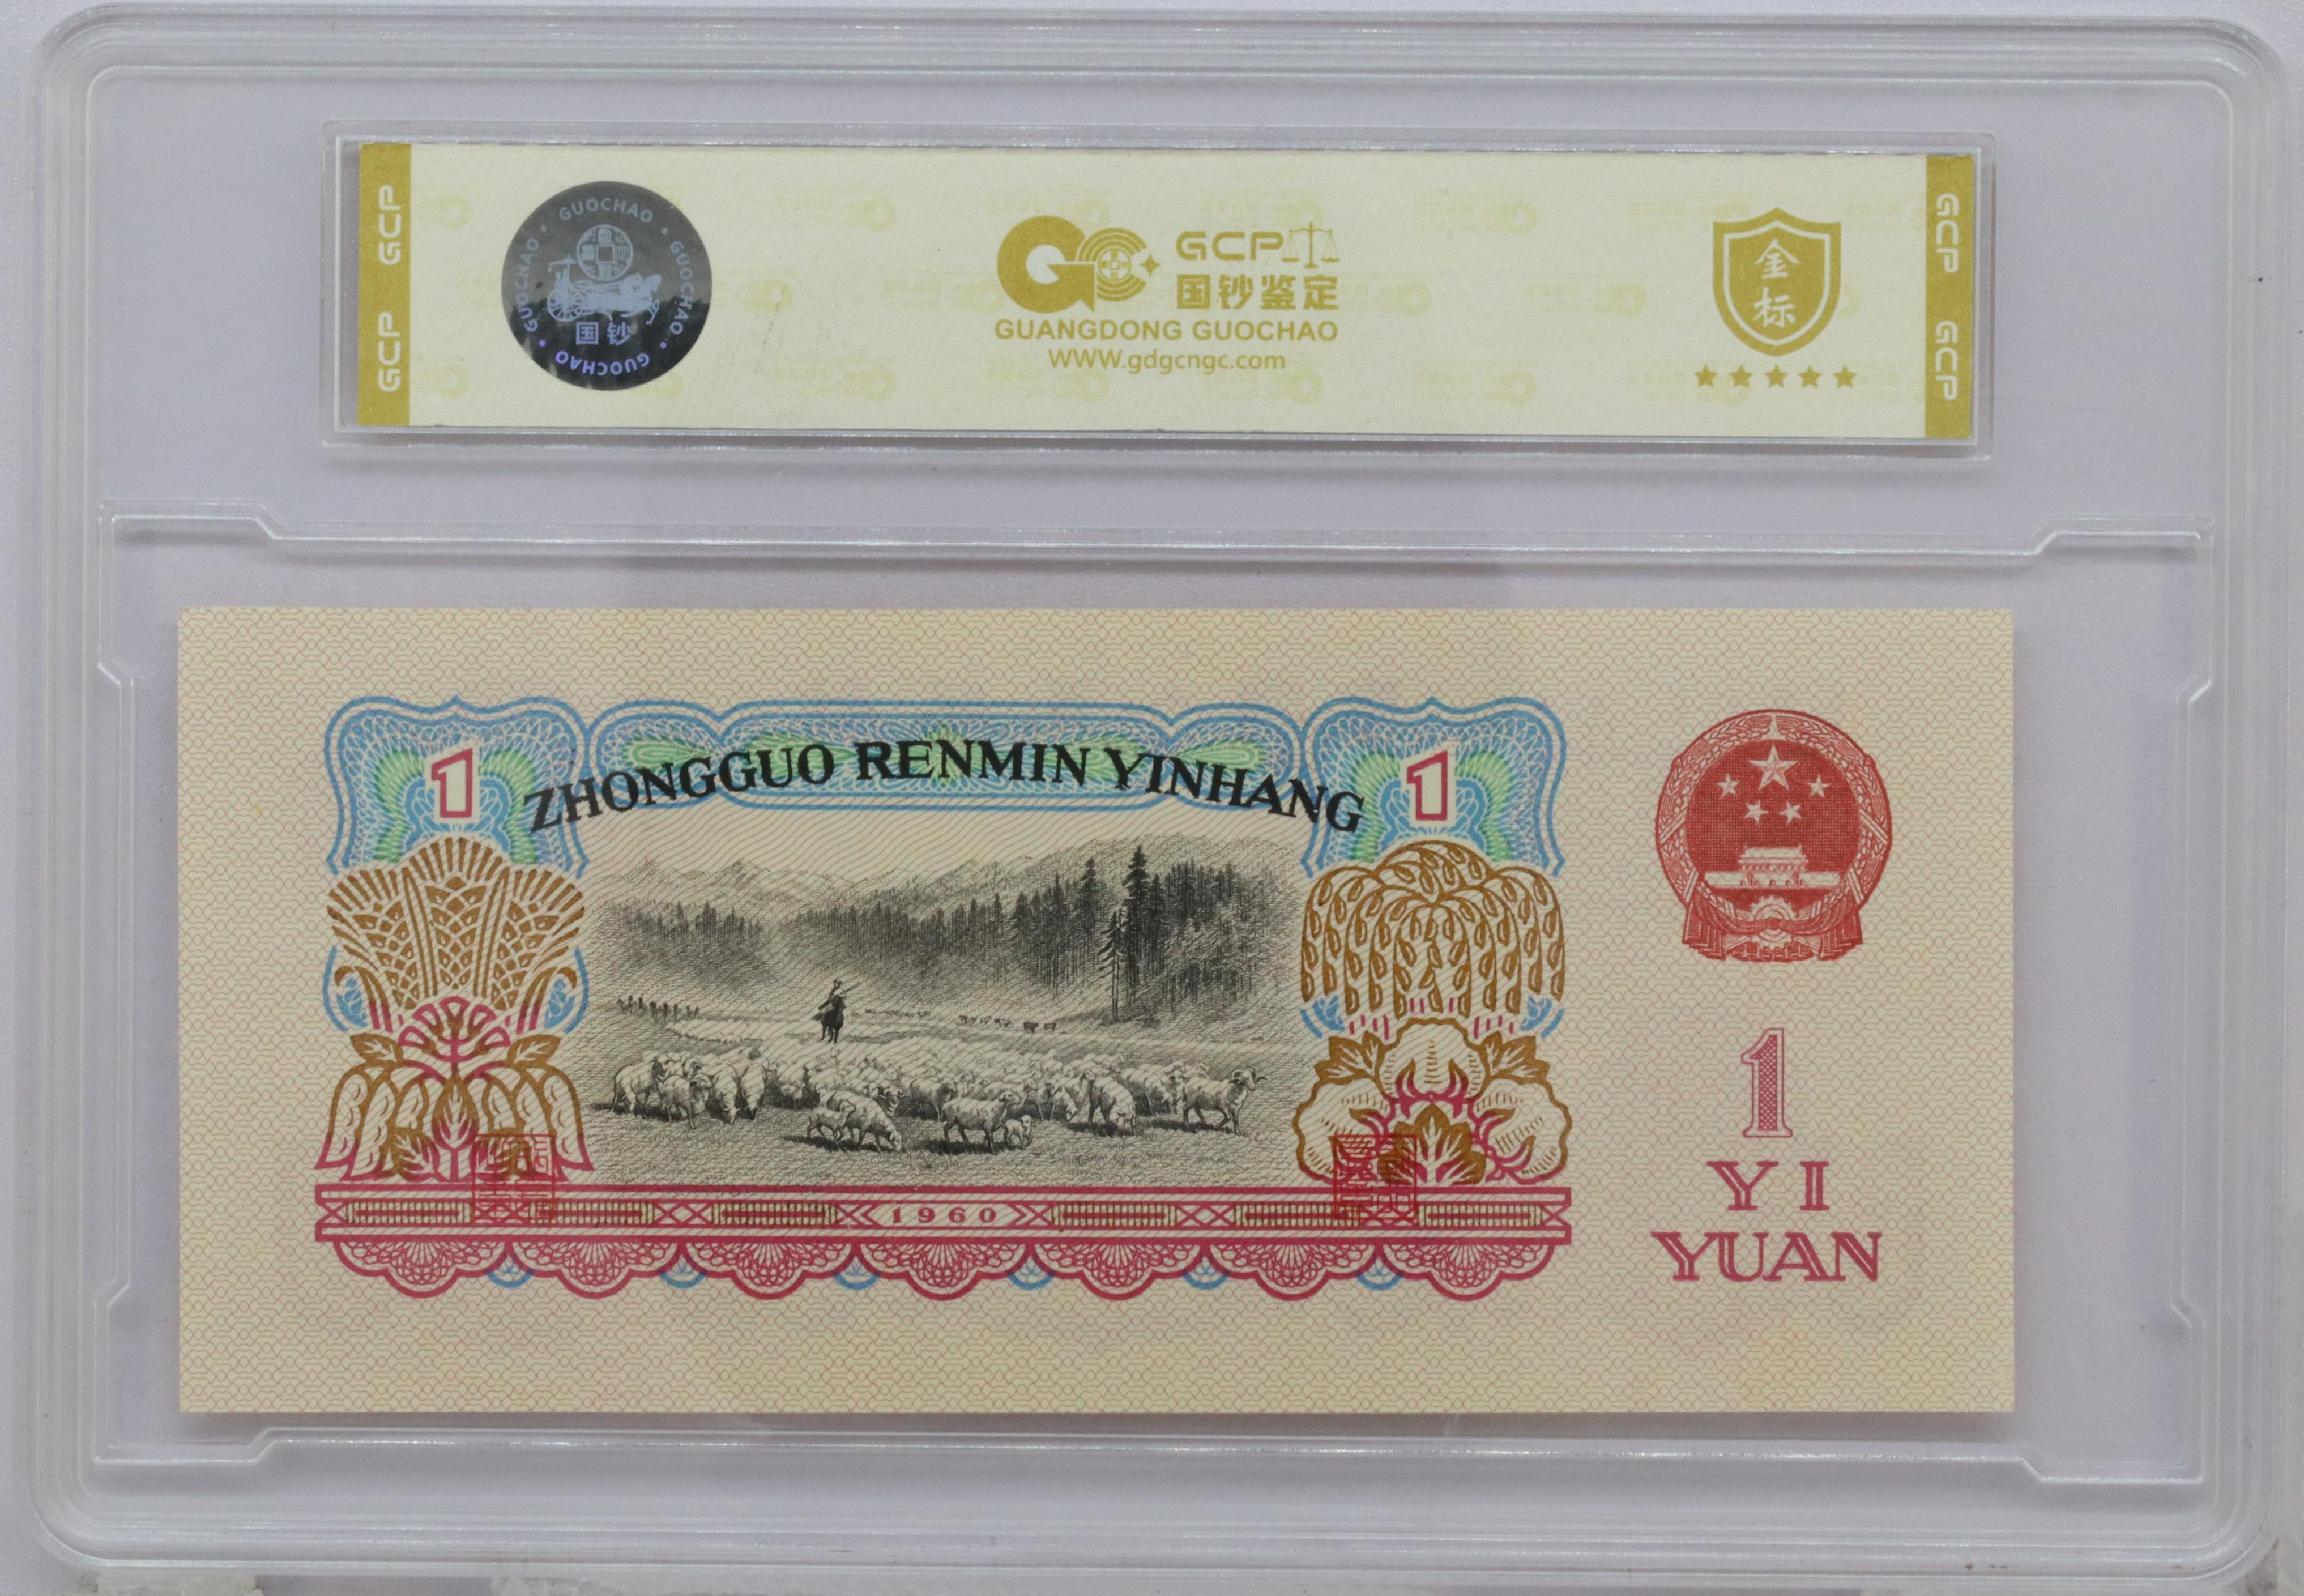 GCP
GCP
GUOCHAO • GUOCHAO • GUOCHAO • GUOCHAO •
国钞
GCP
国钞鉴定
GUANGDONG GUOCHAO
WWW.gdgcngc.com
金
标
GCP
GCP
1
ZHONGGUO RENMIN YINHANG
1
1960
1
YI
YUAN